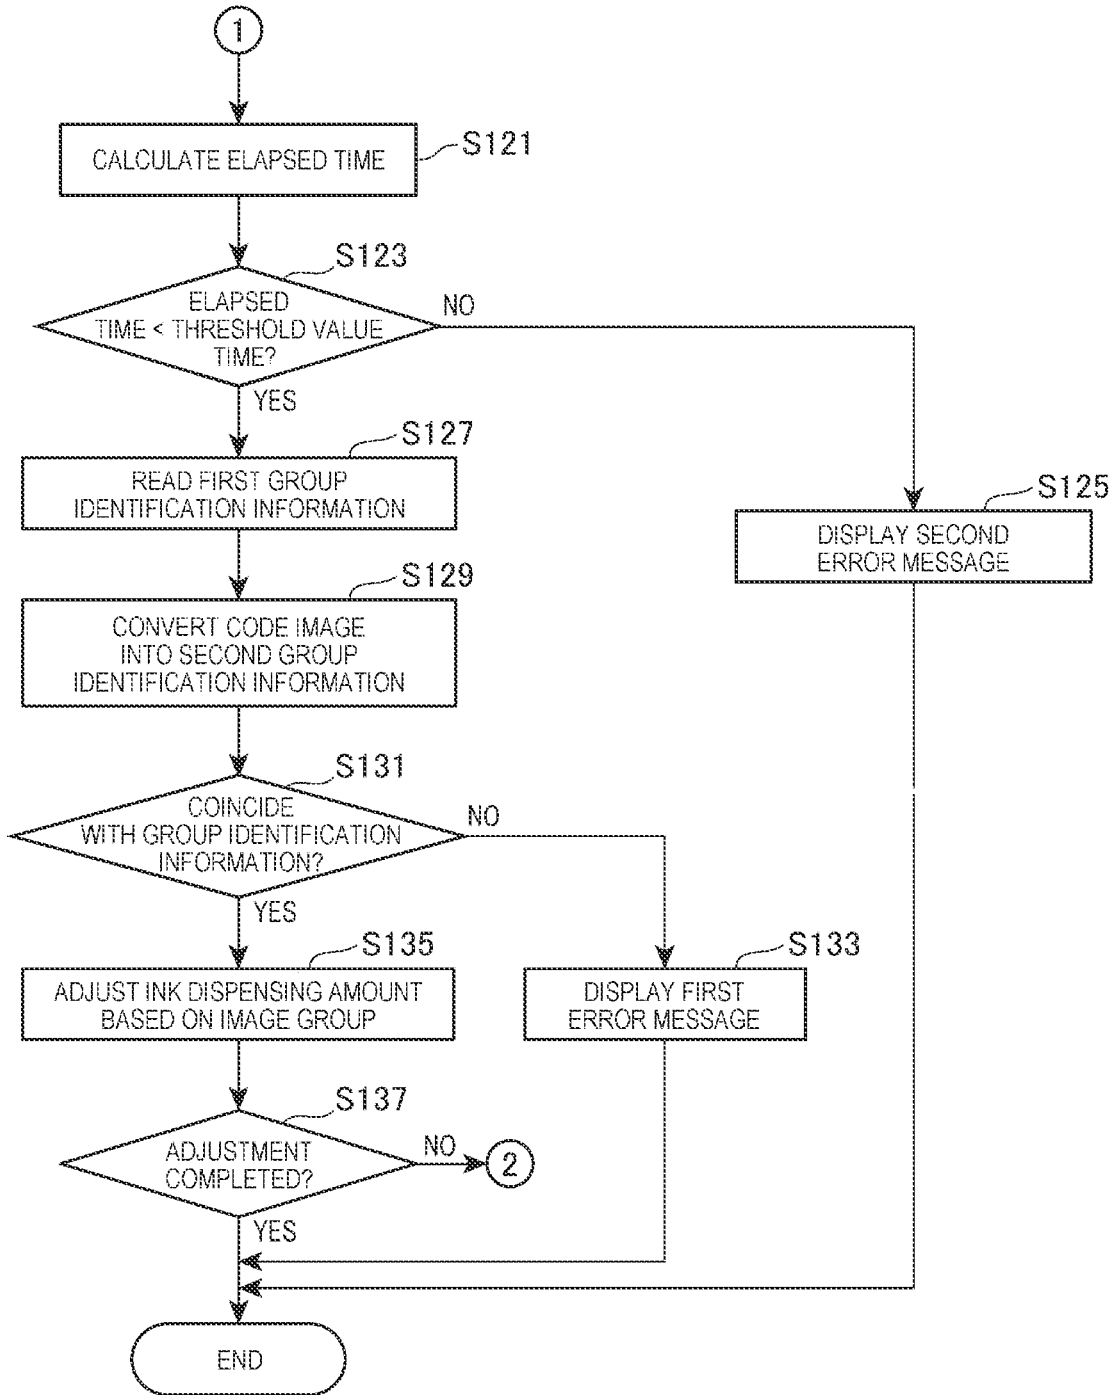 1
CALCULATE ELAPSED TIME
S121
S123
ELAPSED
TIME < THRESHOLD VALUE
TIME?
NO
YES
S127
READ FIRST GROUP
IDENTIFICATION INFORMATION
S125
DISPLAY SECOND
ERROR MESSAGE
S129
CONVERT CODE IMAGE
INTO SECOND GROUP
IDENTIFICATION INFORMATION
S131
COINCIDE
WITH GROUP IDENTIFICATION
INFORMATION?
NO
YES
S135
ADJUST INK DISPENSING AMOUNT
BASED ON IMAGE GROUP
S133
DISPLAY FIRST
ERROR MESSAGE
S137
ADJUSTMENT
COMPLETED?
NO
2
YES
END